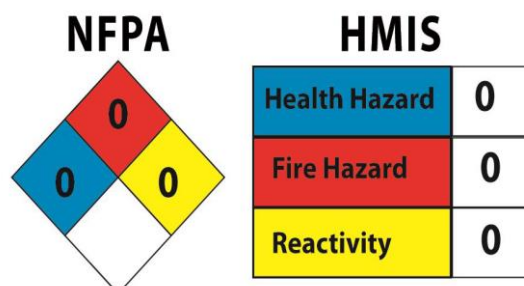 NFPA
HMIS
0
0
0
Health Hazard 0
Fire Hazard 0
Reactivity 0